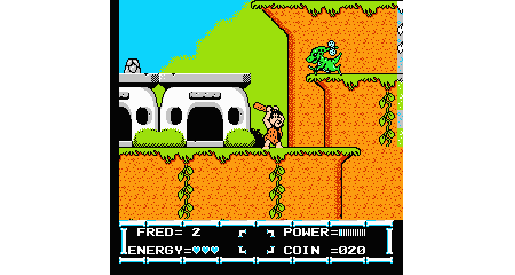 FRED= 2 POWER=
ENERGY=♥♥♥ COIN =020